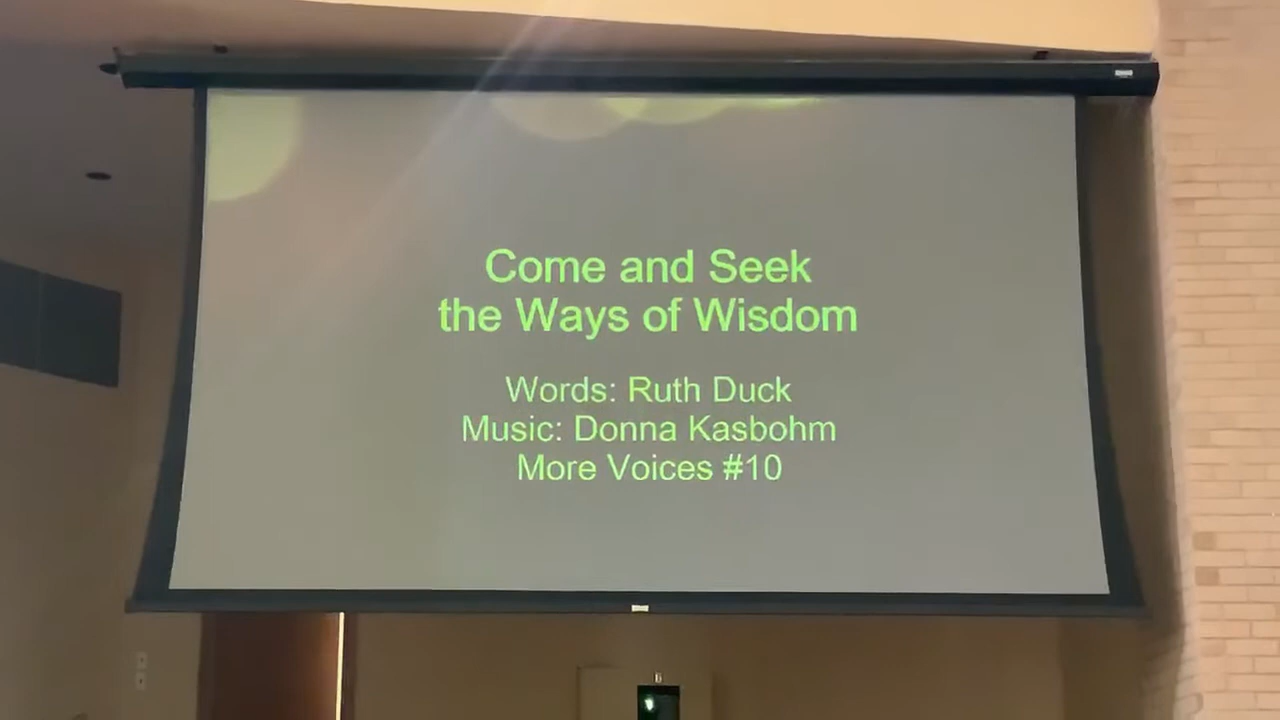 Come and Seek
the Ways of Wisdom
Words: Ruth Duck
Music: Donna Kasbohm
More Voices #10